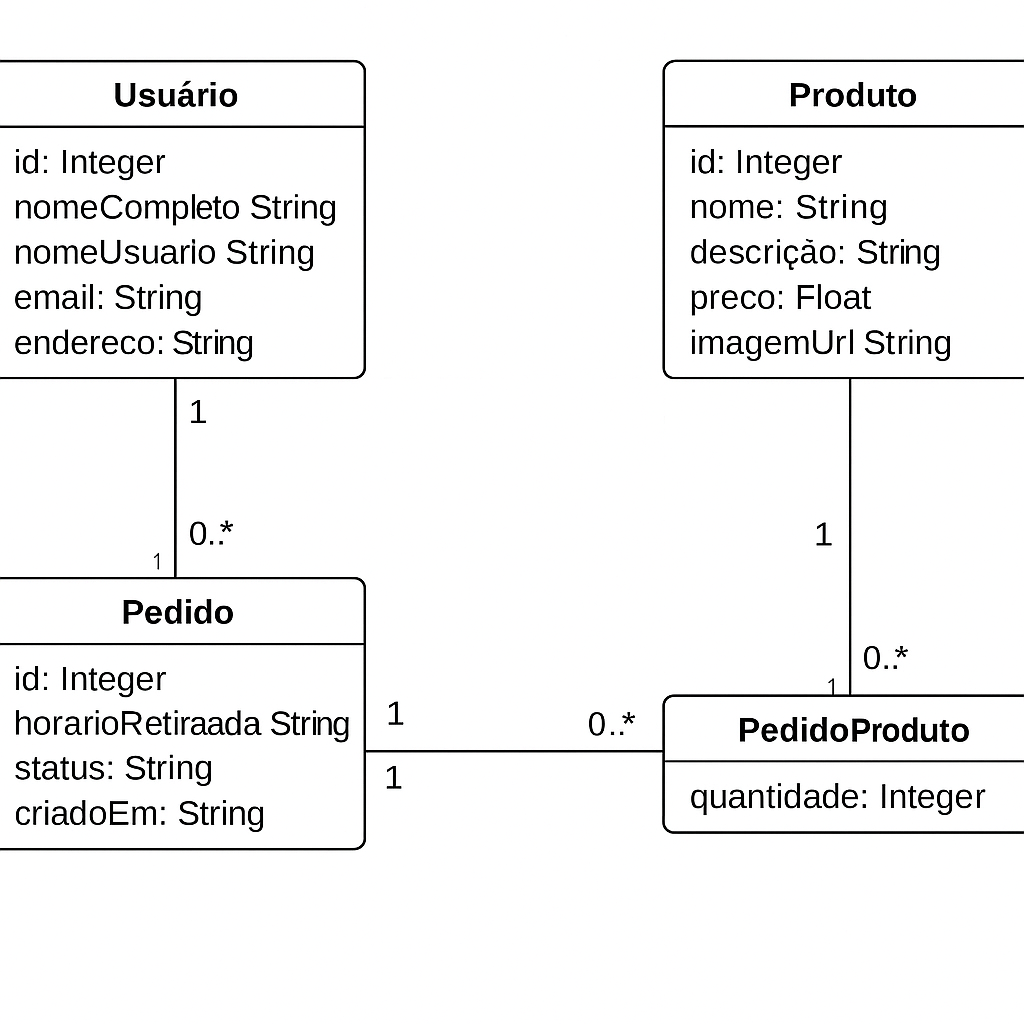 Usuário
id: Integer
nomeCompleto String
nomeUsuario String
email: String
endereco: String
Produto
id: Integer
nome: String
descrição: String
preco: Float
imagemUrl String
1
0..*
1
1
0..*
1
Pedido
id: Integer
horarioRetiraada String
status: String
criadoEm: String
1
0..*
1
PedidoProduto
quantidade: Integer